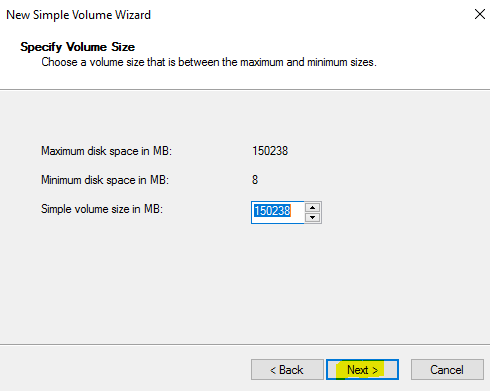 New Simple Volume Wizard
Specify Volume Size
Choose a volume size that is between the maximum and minimum sizes.
Maximum disk space in MB: 150238
Minimum disk space in MB: 8
Simple volume size in MB: 150238
< Back Next > Cancel